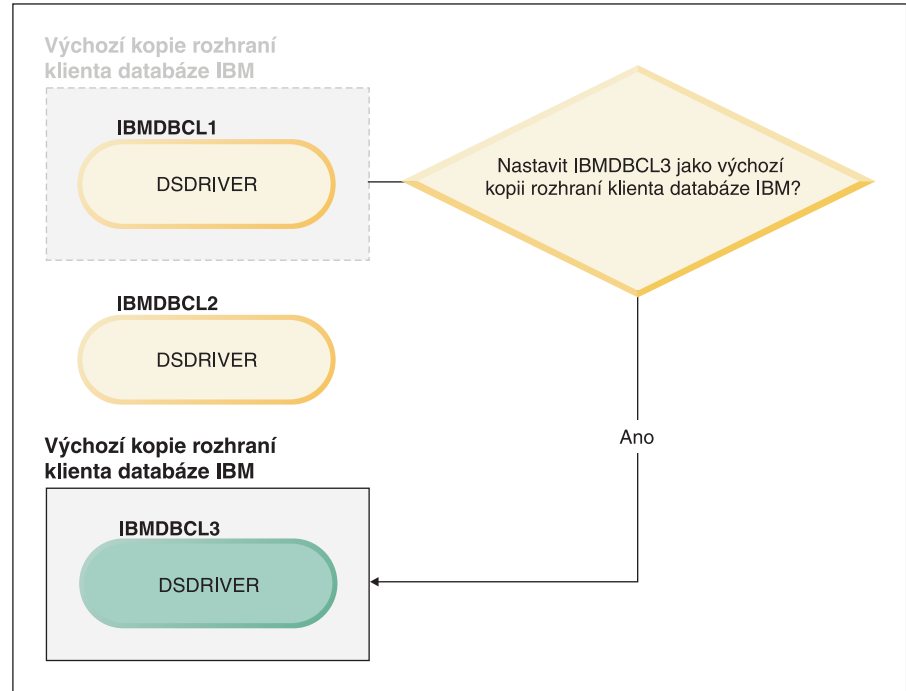 Výchozí kopie rozhraní
klienta databáze IBM
IBMDBCL1
DSDRIVER
Nastavit IBMDBCL3 jako výchozí
kopii rozhraní klienta databáze IBM?
IBMDBCL2
DSDRIVER
Ano
Výchozí kopie rozhraní
klienta databáze IBM
IBMDBCL3
DSDRIVER